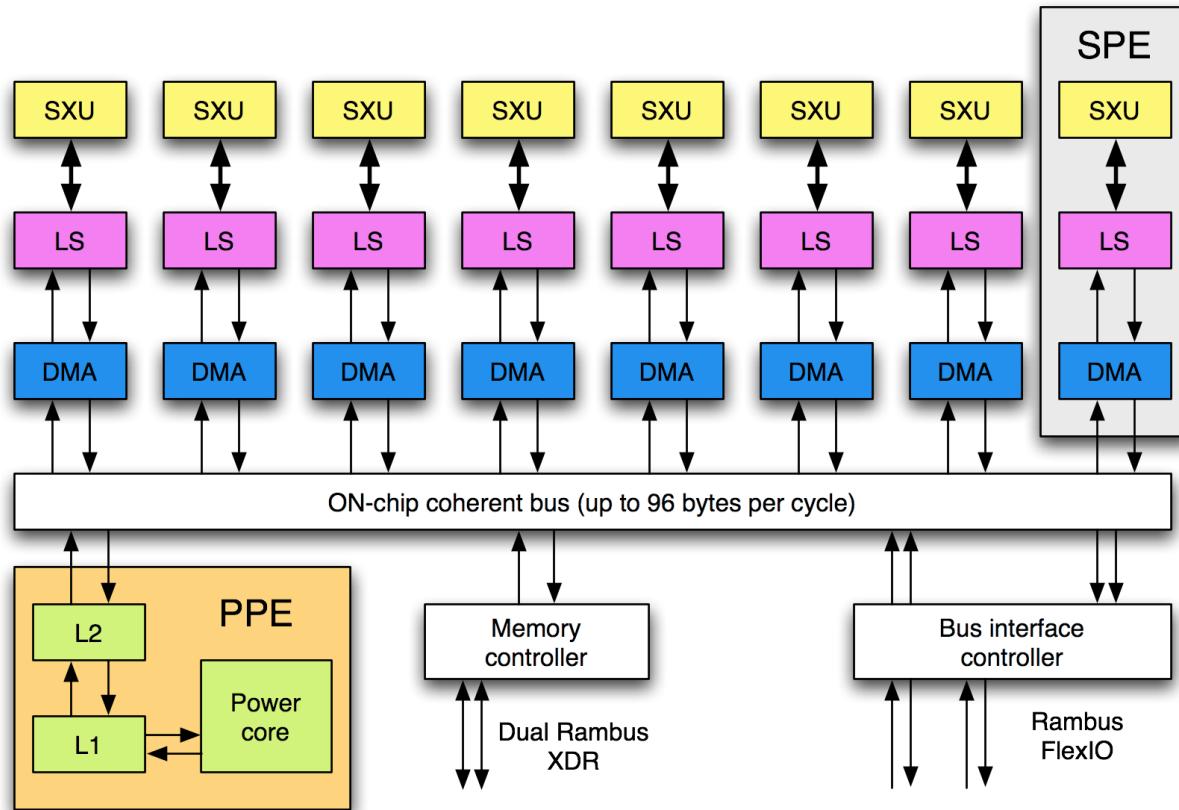 SPE
SXU SXU SXU SXU SXU SXU SXU SXU
LS LS LS LS LS LS LS LS
DMA DMA DMA DMA DMA DMA DMA DMA
ON-chip coherent bus (up to 96 bytes per cycle)
PPE
L2
L1
Power
core
Memory
controller
Dual Rambus
XDR
Bus interface
controller
Rambus
FlexIO